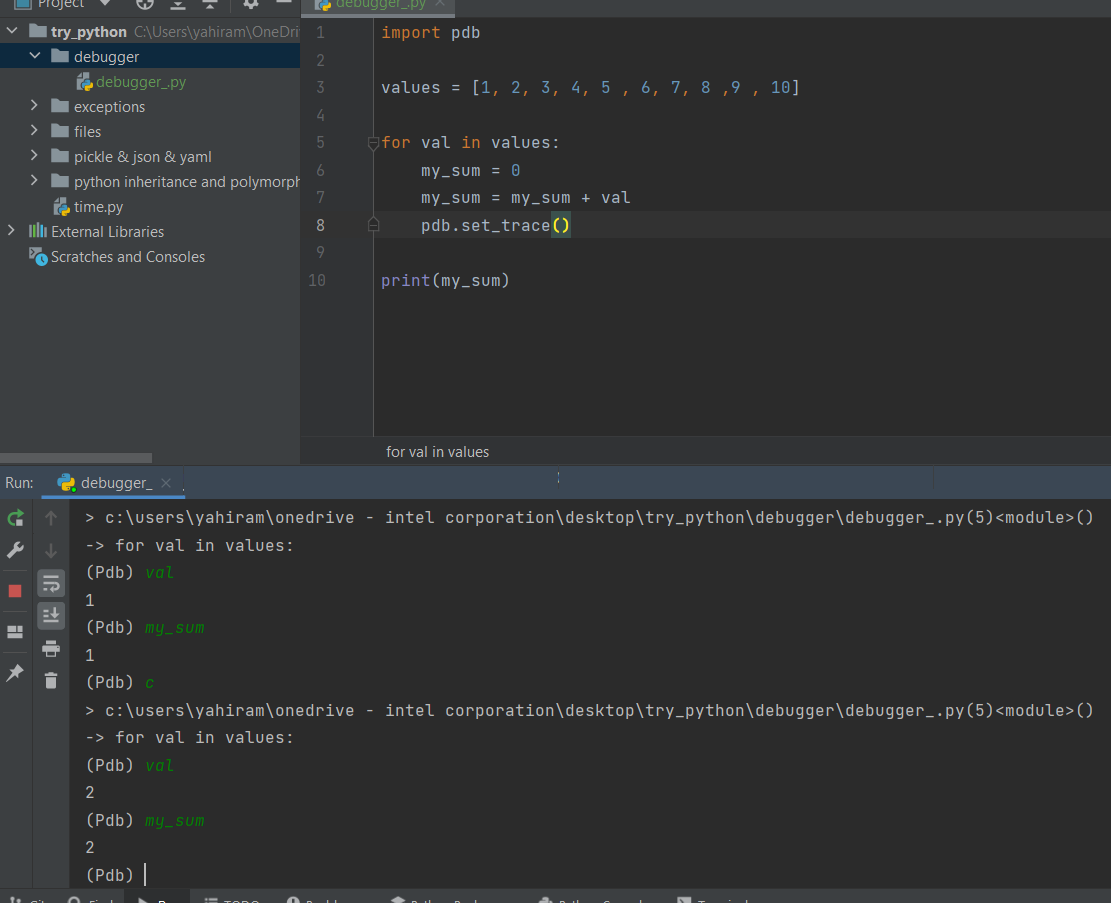 Project
debugger_.py
try_python C:\Users\yahiram\OneDri
debugger
debugger_.py
exceptions
files
pickle & json & yaml
python inheritance and polymorph
time.py
External Libraries
Scratches and Consoles
1 import pdb
2
3 values = [1, 2, 3, 4, 5 , 6, 7, 8 ,9 , 10]
4
5 for val in values:
6 my_sum = 0
7 my_sum = my_sum + val
8 pdb.set_trace()
9
10 print(my_sum)
for val in values
Run: debugger_
> c:\users\yahiram\onedrive - intel corporation\desktop\try_python\debugger\debugger_.py(5)<module>()
-> for val in values:
(Pdb) val
1
(Pdb) my_sum
1
(Pdb) c
> c:\users\yahiram\onedrive - intel corporation\desktop\try_python\debugger\debugger_.py(5)<module>()
-> for val in values:
(Pdb) val
2
(Pdb) my_sum
2
(Pdb)
TODO